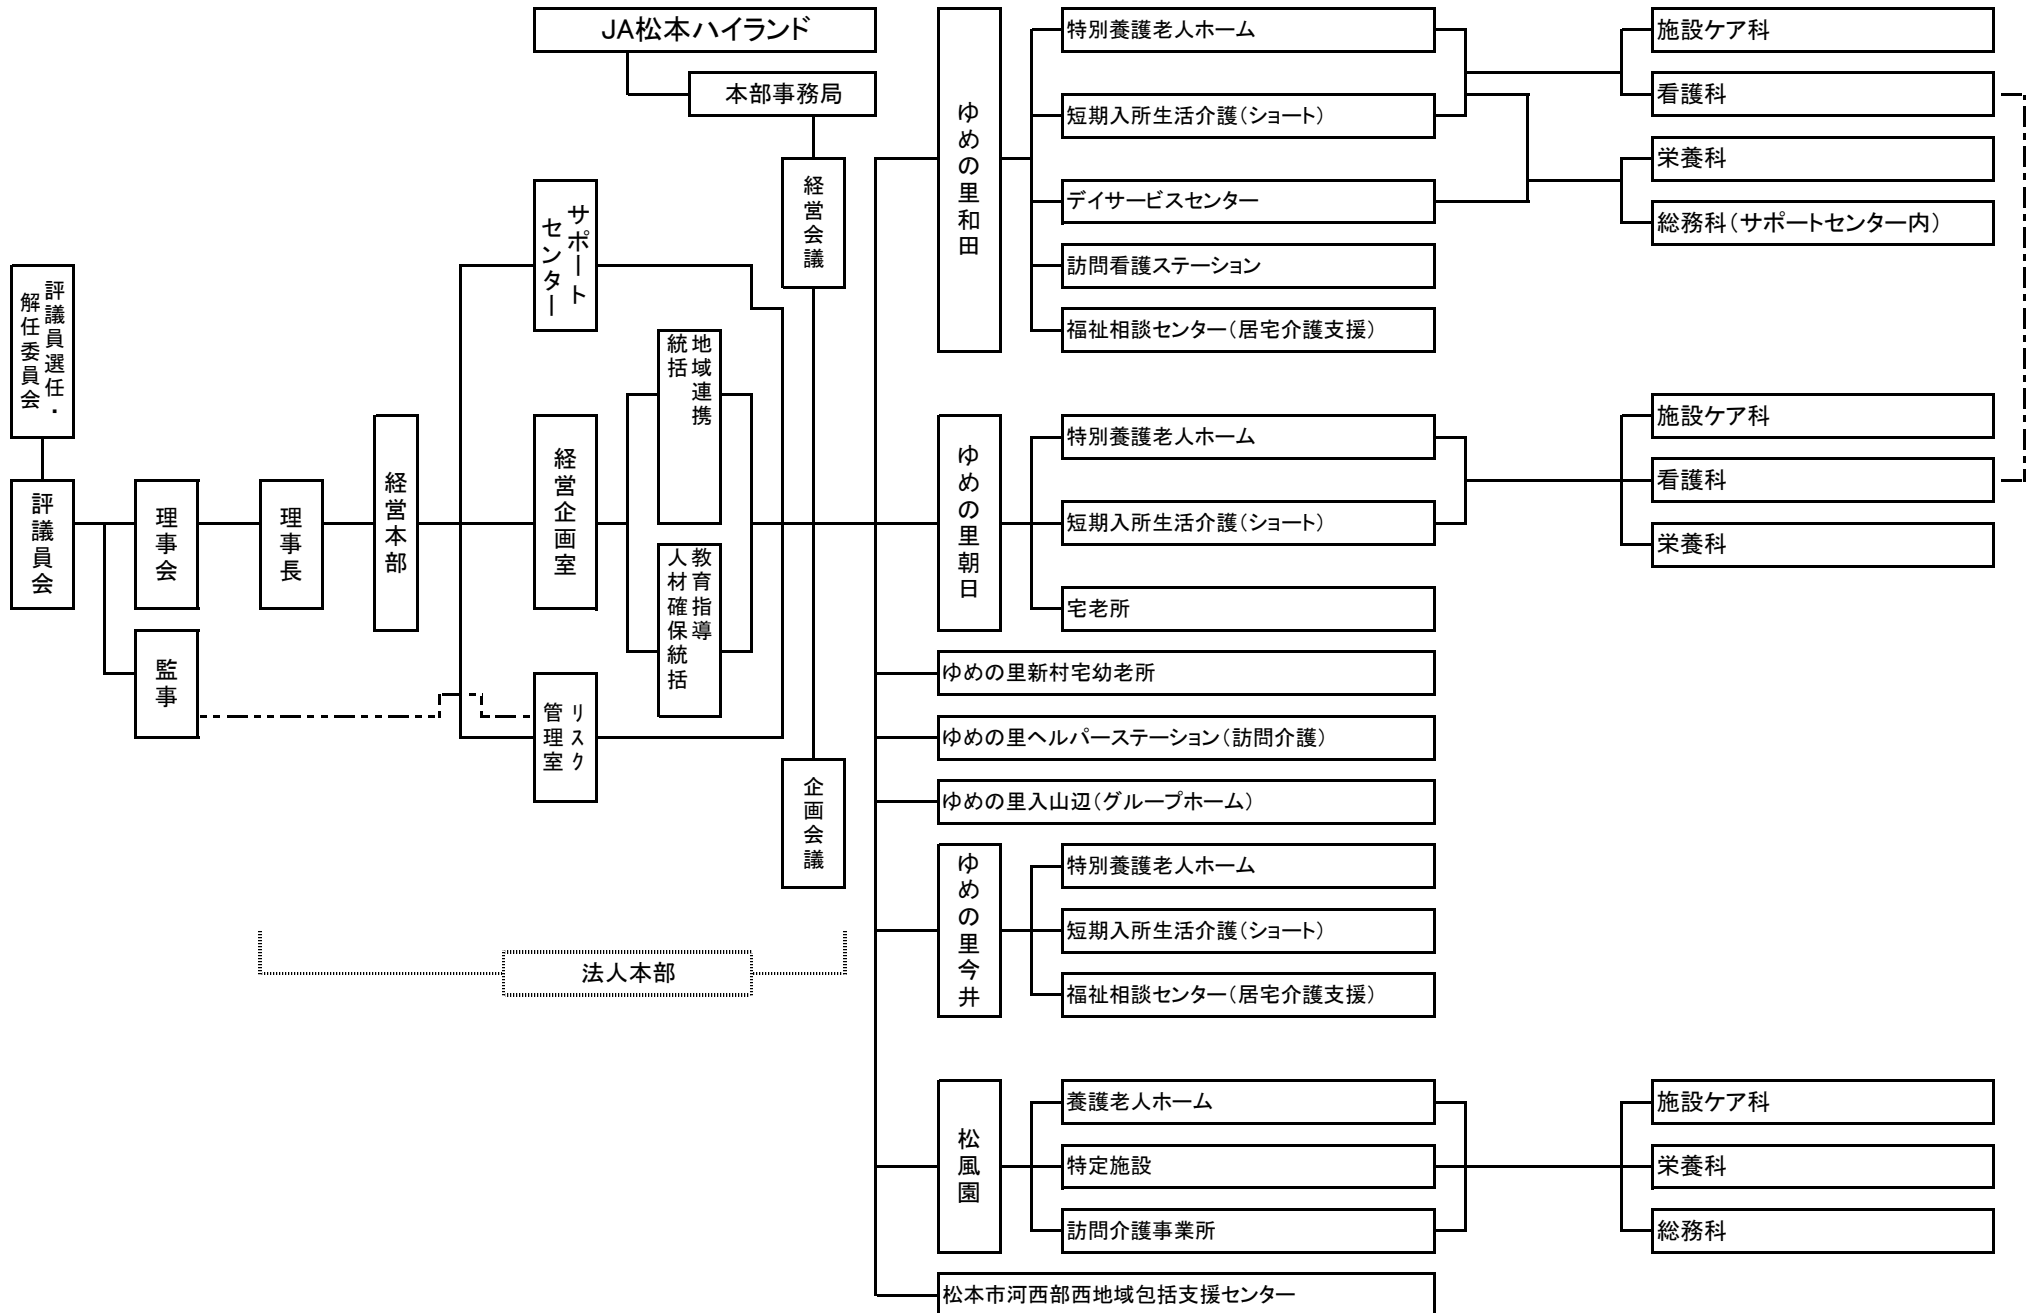 JA松本ハイランド
本部事務局
経営会議
サポート
センター
評議員選任・
解任委員会
評議員会
理事会
監事
理事長
経営本部
経営企画室
地域連携
統括
教育指導
人材確保統括
リスク
管理室
企画会議
法人本部
ゆめの里和田
特別養護老人ホーム
短期入所生活介護（ショート）
デイサービスセンター
訪問看護ステーション
福祉相談センター（居宅介護支援）
施設ケア科
看護科
栄養科
総務科（サポートセンター内）
ゆめの里朝日
特別養護老人ホーム
短期入所生活介護（ショート）
宅老所
施設ケア科
看護科
栄養科
ゆめの里新村宅幼老所
ゆめの里ヘルパーステーション（訪問介護）
ゆめの里入山辺（グループホーム）
ゆめの里今井
特別養護老人ホーム
短期入所生活介護（ショート）
福祉相談センター（居宅介護支援）
松風園
養護老人ホーム
特定施設
訪問介護事業所
施設ケア科
栄養科
総務科
松本市河西部西地域包括支援センター